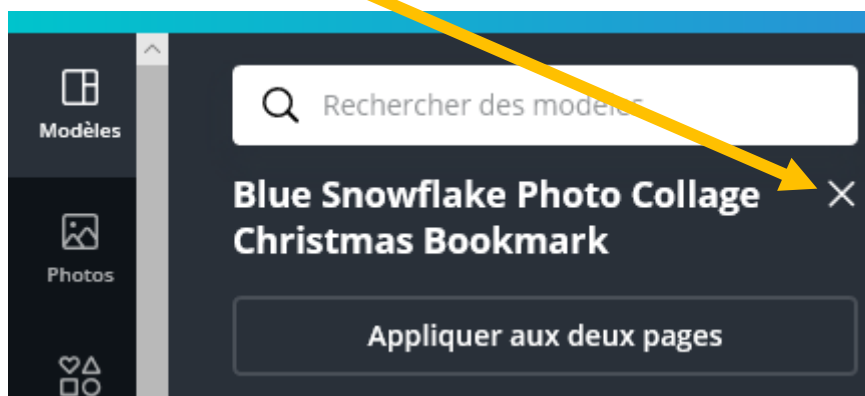 Modèles
Rechercher des modèles
Blue Snowflake Photo Collage
Christmas Bookmark
Photos
Appliquer aux deux pages